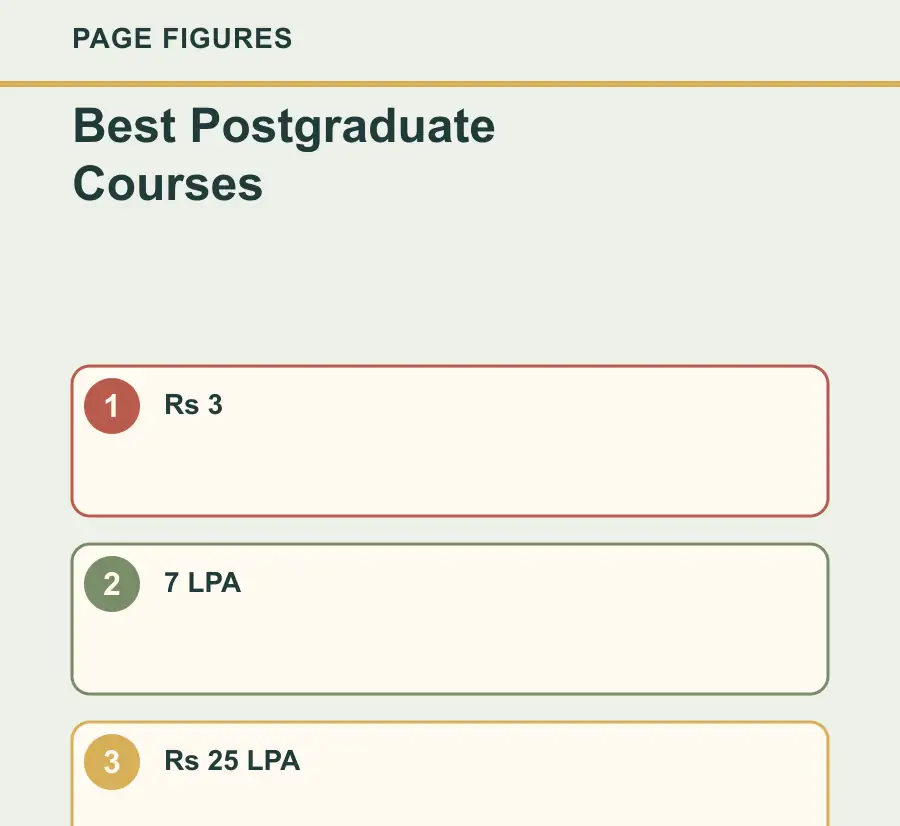 PAGE FIGURES
Best Postgraduate
Courses
1
Rs 3
2
7 LPA
3
Rs 25 LPA